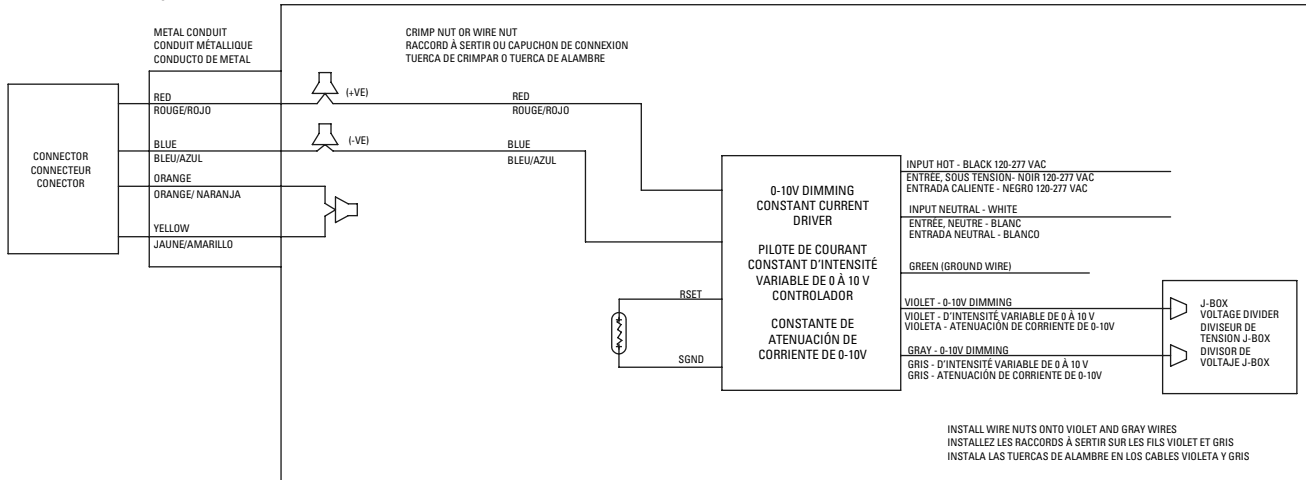 METAL CONDUIT
CONDUIT MÉTALLIQUE
CONDUCTO DE METAL
CRIMP NUT OR WIRE NUT
RACCORD À SERTIR OU CAPUCHON DE CONNEXION
TUERCA DE CRIMPAR O TUERCA DE ALAMBRE
CONNECTOR
CONNECTEUR
CONECTOR
RED
ROUGE/ROJO
BLUE
BLEU/AZUL
ORANGE
ORANGE/ NARANJA
YELLOW
JAUNE/AMARILLO
(+VE)
(-VE)
RED
ROUGE/ROJO
BLUE
BLEU/AZUL
RSET
SGND
0-10V DIMMING
CONSTANT CURRENT
DRIVER
PILOTE DE COURANT
CONSTANT D'INTENSITÉ
VARIABLE DE 0 À 10 V
CONTROLADOR
CONSTANTE DE
ATENUACIÓN DE
CORRIENTE DE 0-10V
INPUT HOT - BLACK 120-277 VAC
ENTRÉE, SOUS TENSION- NOIR 120-277 VAC
ENTRADA CALIENTE - NEGRO 120-277 VAC
INPUT NEUTRAL - WHITE
ENTRÉE, NEUTRE - BLANC
ENTRADA NEUTRAL - BLANCO
GREEN (GROUND WIRE)
VIOLET - 0-10V DIMMING
VIOLET - D'INTENSITÉ VARIABLE DE 0 À 10 V
VIOLETA - ATENUACIÓN DE CORRIENTE DE 0-10V
GRAY - 0-10V DIMMING
GRIS - D'INTENSITÉ VARIABLE DE 0 À 10 V
GRIS - ATENUACIÓN DE CORRIENTE DE 0-10V
J-BOX
VOLTAGE DIVIDER
DIVISEUR DE
TENSION J-BOX
DIVISOR DE
VOLTAJE J-BOX
INSTALL WIRE NUTS ONTO VIOLET AND GRAY WIRES
INSTALLEZ LES RACCORDS À SERTIR SUR LES FILS VIOLET ET GRIS
INSTALA LAS TUERCAS DE ALAMBRE EN LOS CABLES VIOLETA Y GRIS